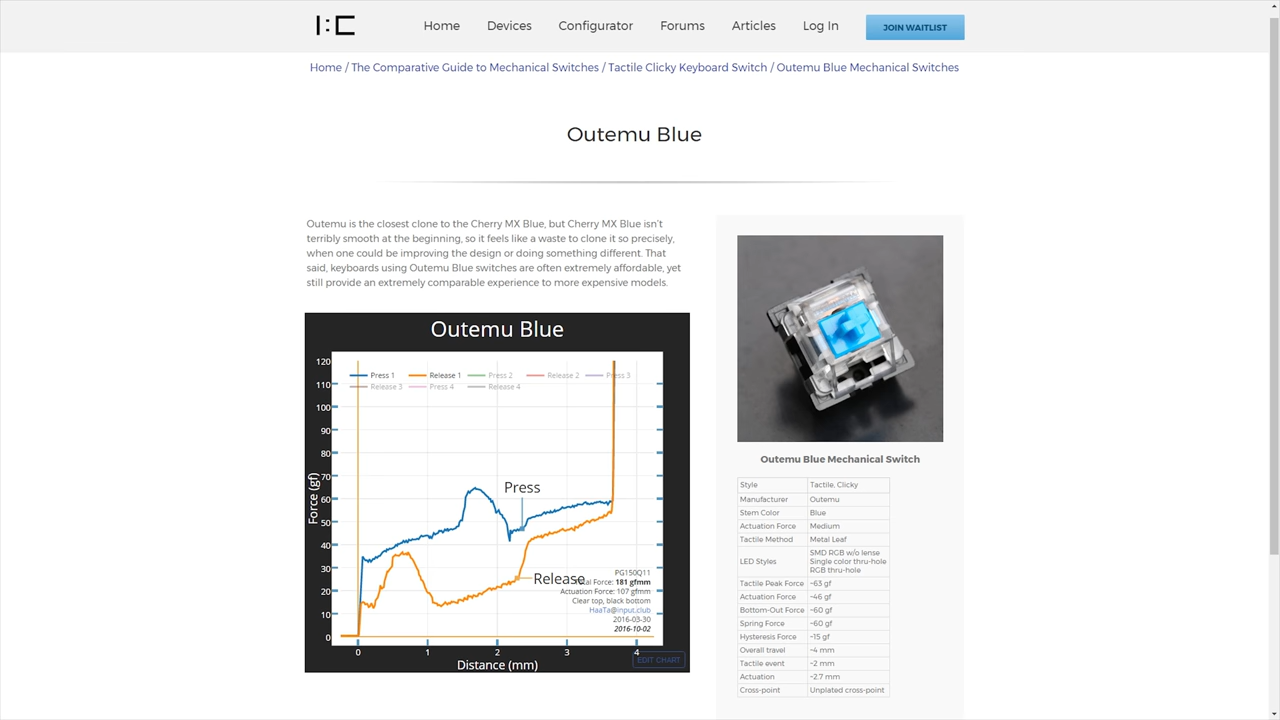 I:C
Home Devices Configurator Forums Articles Log In JOIN WAITLIST
Home / The Comparative Guide to Mechanical Switches / Tactile Clicky Keyboard Switch / Outemu Blue Mechanical Switches
Outemu Blue
Outemu is the closest clone to the Cherry MX Blue, but Cherry MX Blue isn't
terribly smooth at the beginning, so it feels like a waste to clone it so precisely,
when one could be improving the design or doing something different. That
said, keyboards using Outemu Blue switches are often extremely affordable, yet
still provide an extremely comparable experience to more expensive models.
Outemu Blue
120
110
100
90
80
70
60
50
40
30
20
10
0
Force (gf)
Press 1 Release 1 Press 2 Release 2 Press 3
Release 3 Press 4 Release 4
Press
Release
PG150Q11
Total Force: 181 gfmm
Actuation Force: 107 gfmm
Clear top, black bottom
HaaTa@input.club
2016-03-30
2016-10-02
0 1 2 3 4
Distance (mm)
EDIT CHART
Outemu Blue Mechanical Switch
Style Tactile, Clicky
Manufacturer Outemu
Stem Color Blue
Actuation Force Medium
Tactile Method Metal Leaf
LED Styles SMD RGB w/o lense
Single color thru-hole
RGB thru-hole
Tactile Peak Force ~63 gf
Actuation Force ~46 gf
Bottom-Out Force ~60 gf
Spring Force ~60 gf
Hysteresis Force ~15 gf
Overall travel ~4 mm
Tactile event ~2 mm
Actuation ~2.7 mm
Cross-point Unplated cross-point